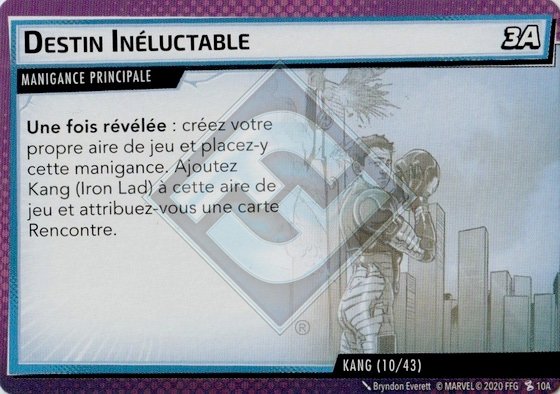 Destin Inéluctable
3A
Manigance Principale
Une fois révélée : créez votre
propre aire de jeu et placez-y
cette manigance. Ajoutez
Kang (Iron Lad) à cette aire de
jeu et attribuez-vous une carte
Rencontre.
®
Kang (10/43)
Bryndon Everett © MARVEL © 2020 FFG 10A